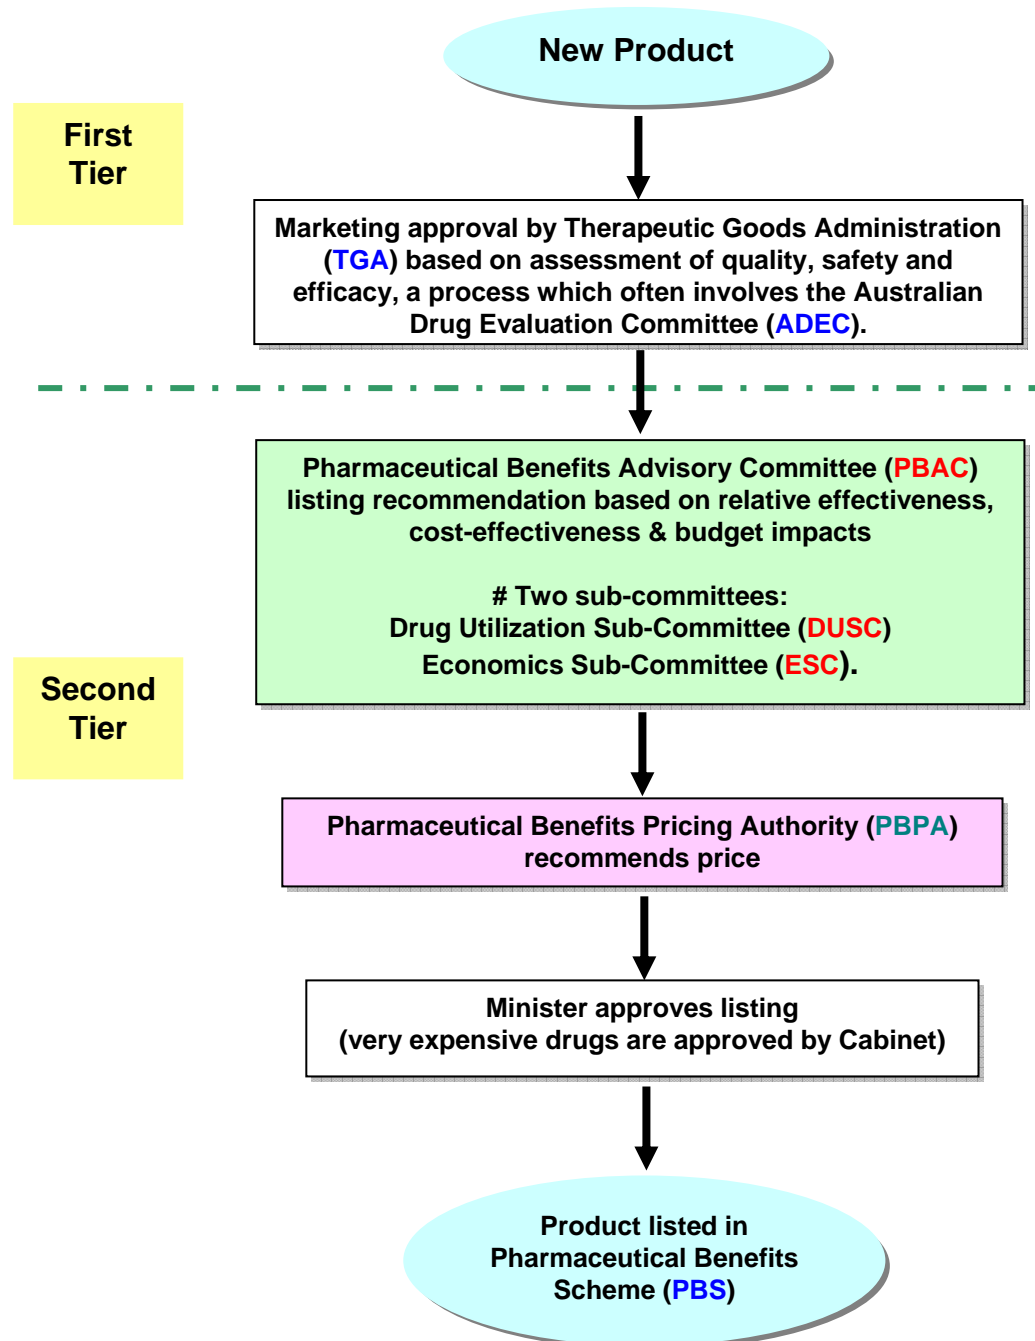 New Product
First
Tier
Marketing approval by Therapeutic Goods Administration
(TGA) based on assessment of quality, safety and
efficacy, a process which often involves the Australian
Drug Evaluation Committee (ADEC).
Pharmaceutical Benefits Advisory Committee (PBAC)
listing recommendation based on relative effectiveness,
cost-effectiveness & budget impacts
# Two sub-committees:
Drug Utilization Sub-Committee (DUSC)
Economics Sub-Committee (ESC).
Second
Tier
Pharmaceutical Benefits Pricing Authority (PBPA)
recommends price
Minister approves listing
(very expensive drugs are approved by Cabinet)
Product listed in
Pharmaceutical Benefits
Scheme (PBS)